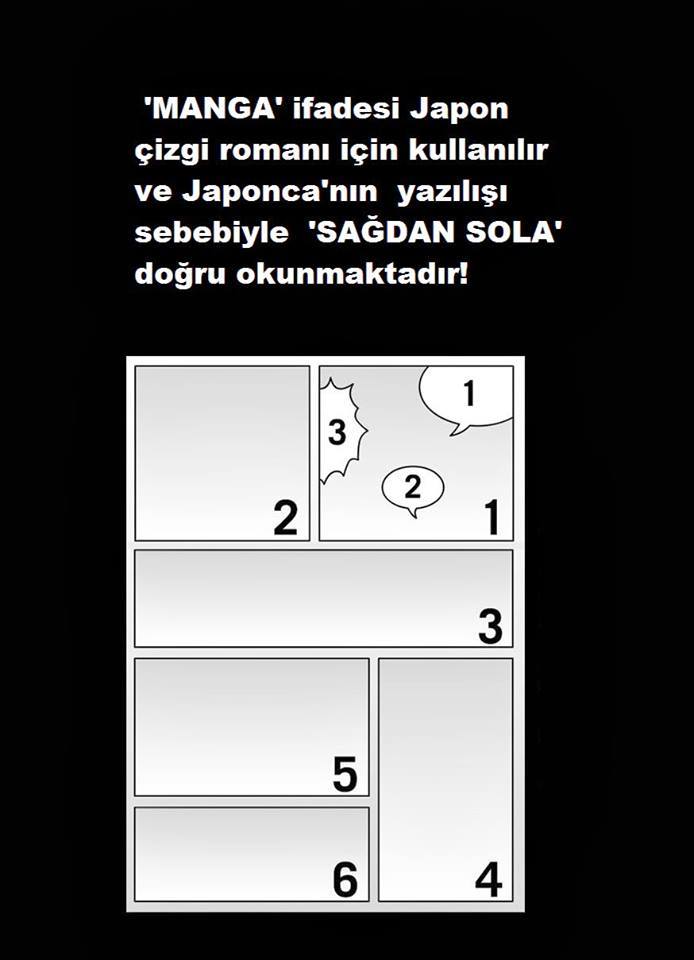 'MANGA' ifadesi Japon
çizgi romanı için kullanılır
ve Japonca'nın yazılışı
sebebiyle 'SAĞDAN SOLA'
doğru okunmaktadır!
1
2
3
1
2
3
4
5
6